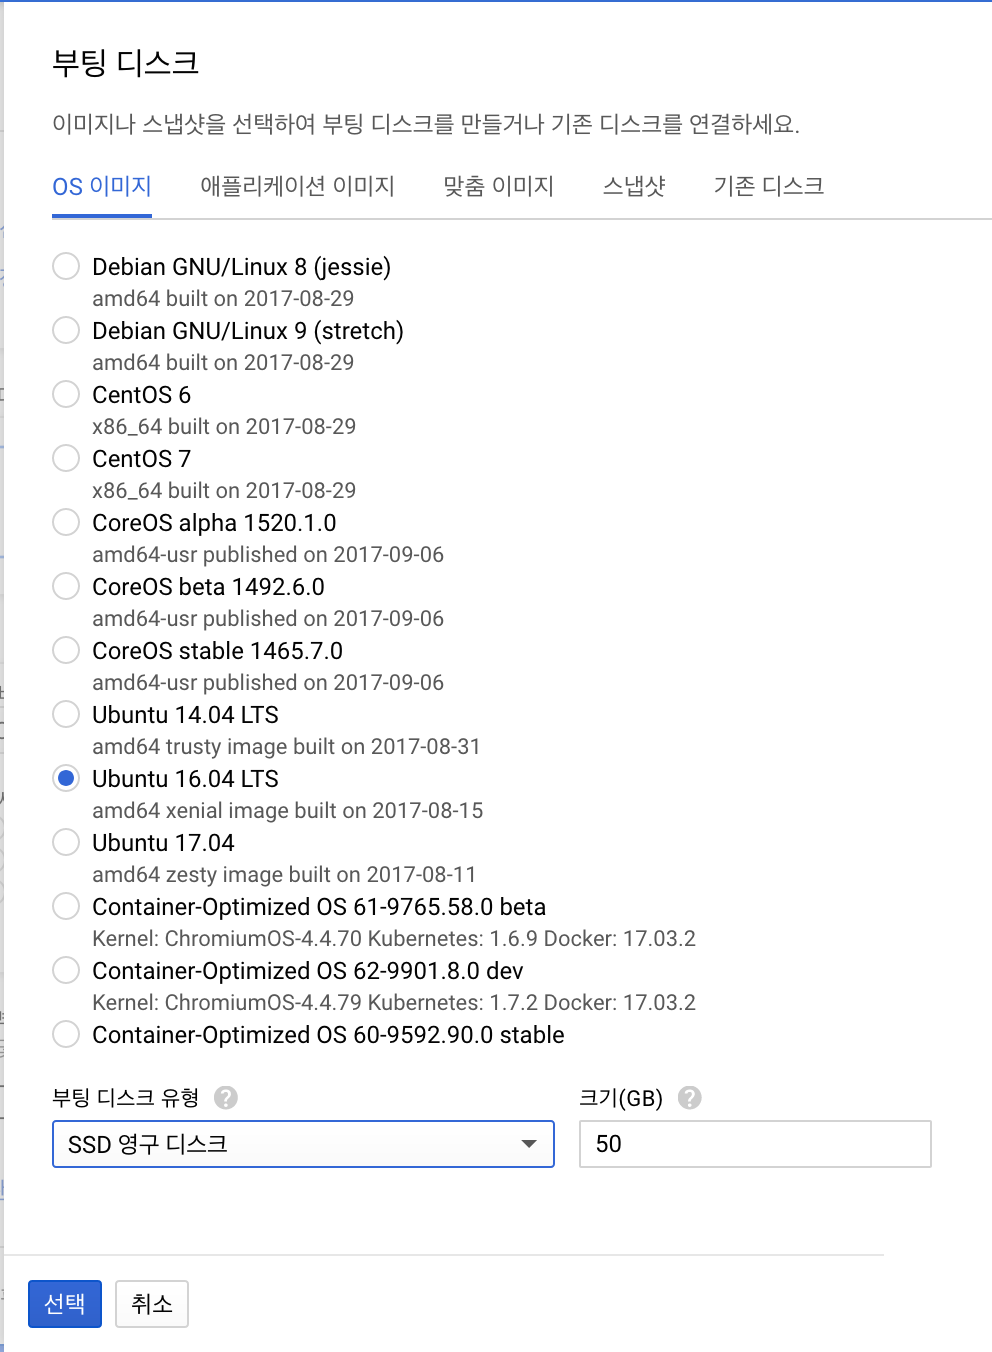 부팅 디스크
이미지나 스냅샷을 선택하여 부팅 디스크를 만들거나 기존 디스크를 연결하세요.
OS 이미지 애플리케이션 이미지 맞춤 이미지 스냅샷 기존 디스크
Debian GNU/Linux 8 (jessie)
amd64 built on 2017-08-29
Debian GNU/Linux 9 (stretch)
amd64 built on 2017-08-29
CentOS 6
x86_64 built on 2017-08-29
CentOS 7
x86_64 built on 2017-08-29
CoreOS alpha 1520.1.0
amd64-usr published on 2017-09-06
CoreOS beta 1492.6.0
amd64-usr published on 2017-09-06
CoreOS stable 1465.7.0
amd64-usr published on 2017-09-06
Ubuntu 14.04 LTS
amd64 trusty image built on 2017-08-31
Ubuntu 16.04 LTS
amd64 xenial image built on 2017-08-15
Ubuntu 17.04
amd64 zesty image built on 2017-08-11
Container-Optimized OS 61-9765.58.0 beta
Kernel: ChromiumOS-4.4.70 Kubernetes: 1.6.9 Docker: 17.03.2
Container-Optimized OS 62-9901.8.0 dev
Kernel: ChromiumOS-4.4.79 Kubernetes: 1.7.2 Docker: 17.03.2
Container-Optimized OS 60-9592.90.0 stable
부팅 디스크 유형 ? 크기(GB) ?
SSD 영구 디스크 50
선택 취소